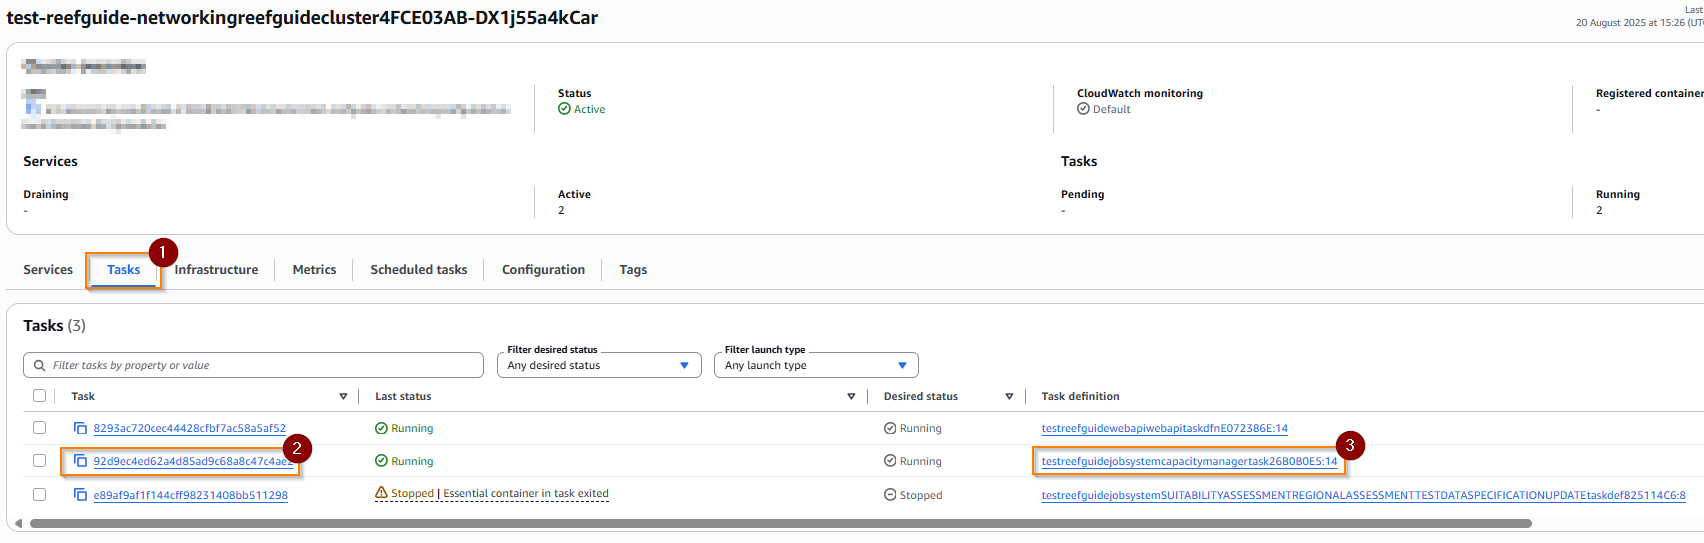 test-reefguide-networkingreefguidecluster4FCE03AB-DX1j55a4kCar
Last
20 August 2025 at 15:26 (UTC
Status
Active
CloudWatch monitoring
Default
Registered container
-
Services
Tasks
Draining
-
Active
2
Pending
-
Running
2
1
Services
Tasks
Infrastructure
Metrics
Scheduled tasks
Configuration
Tags
Tasks (3)
Filter tasks by property or value
Filter desired status
Any desired status
Filter launch type
Any launch type
Task
Last status
Desired status
Task definition
8293ac720cec44428cfbf7ac58a5af52
Running
Running
testreefguidewebapiwebapitaskdfnE072386E:14
2
3
92d9ec4ed62a4d85ad9c68a8c47c4ae2
Running
Running
testreefguidejobsystemcapacitymanagertask26B0B0E5:14
e89af9af1f144cff98231408bb511298
Stopped | Essential container in task exited
Stopped
testreefguidejobsystemSUITABILITYASSESSMENTREGIONALASSESSMENTTESTDATASPECIFICATIONUPDATEtaskdef825114C6:8